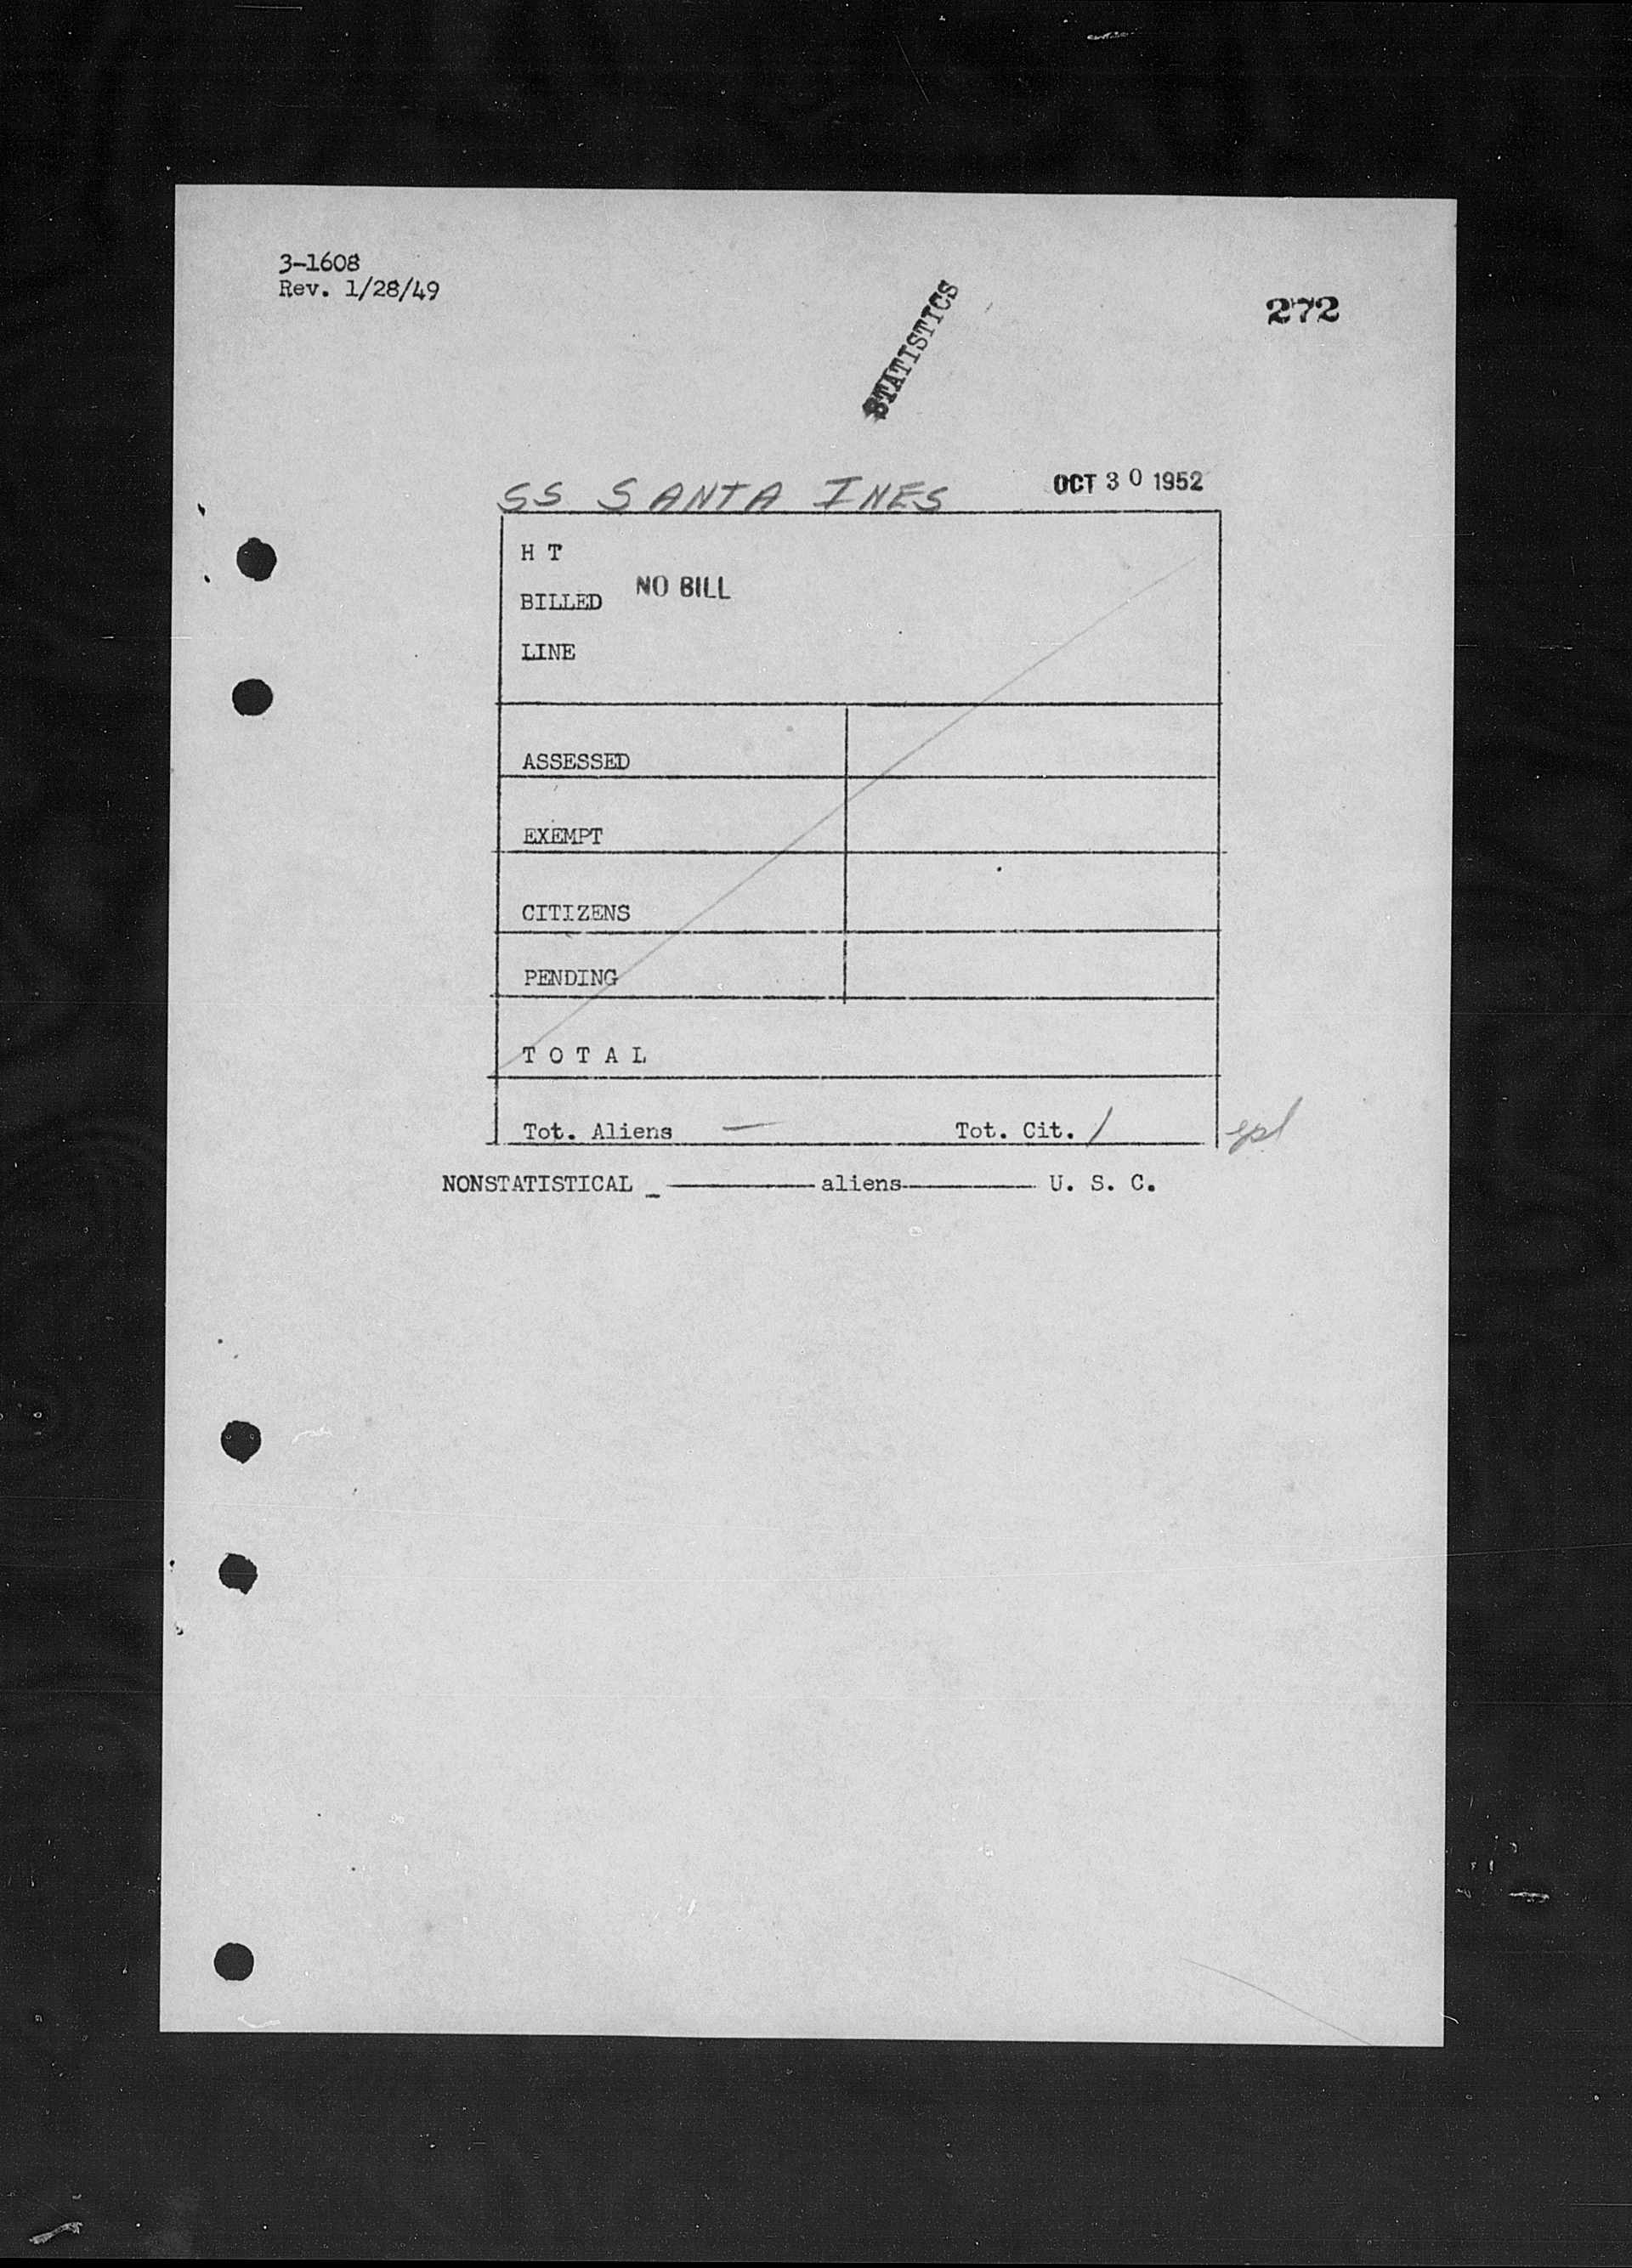 3-1608
Rev. 1/28/49
272
STATISTICS
SS SANTA INES OCT 30 1952
H T
BILLED NO BILL
LINE
ASSESSED
EXEMPT
CITIZENS
PENDING
T O T A L
Tot. Aliens — Tot. Cit. /
NONSTATISTICAL _ ———— aliens ———— U. S. C.